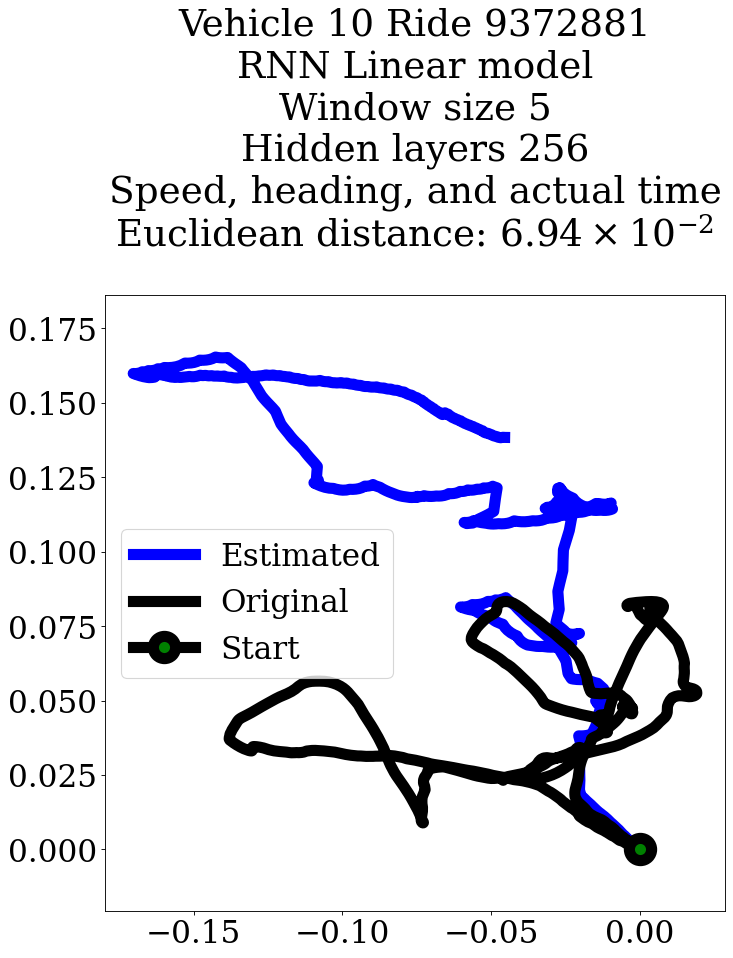 Vehicle 10 Ride 9372881
RNN Linear model
Window size 5
Hidden layers 256
Speed, heading, and actual time
Euclidean distance: 6.94 × 10⁻²
0.175
0.150
0.125
0.100
0.075
0.050
0.025
0.000
Estimated
Original
Start
−0.15
−0.10
−0.05
0.00